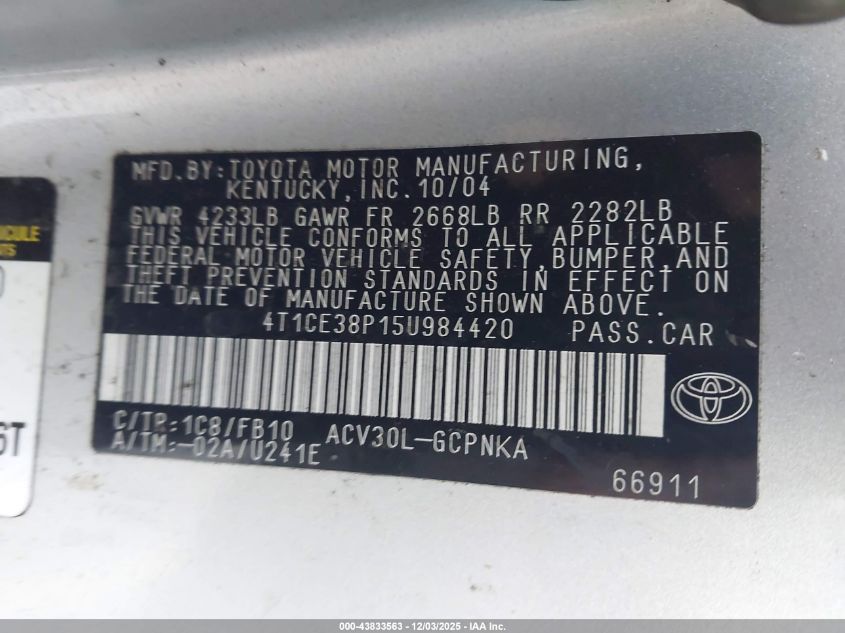 MFD. BY: TOYOTA MOTOR MANUFACTURING,
KENTUCKY, INC. 10/04
GVWR 4233LB GAWR FR 2668LB RR 2282LB
THIS VEHICLE CONFORMS TO ALL APPLICABLE
FEDERAL MOTOR VEHICLE SAFETY, BUMPER, AND
THEFT PREVENTION STANDARDS IN EFFECT ON
THE DATE OF MANUFACTURE SHOWN ABOVE.
4T1CE38P15U984420 PASS.CAR
C/TR: 1C8/FB10 ACV30L-GCPNKA
A/TM: -02A/U241E
66911
000-43833563 - 12/03/2025 - IAA Inc.